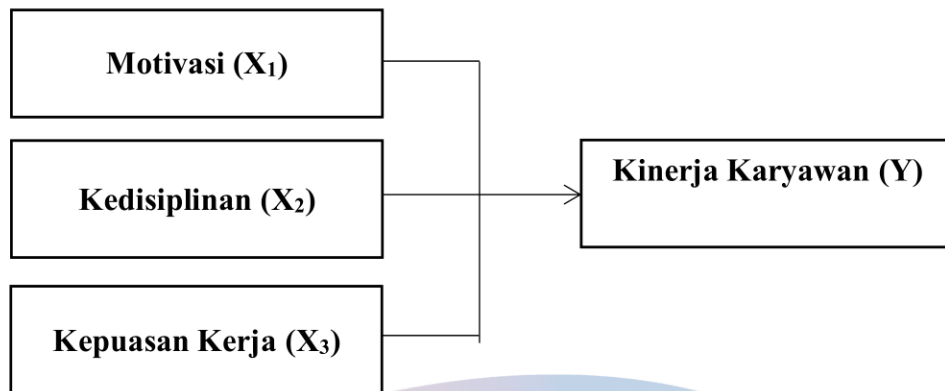 Motivasi (X₁)
Kedisiplinan (X₂)
Kinerja Karyawan (Y)
Kepuasan Kerja (X₃)